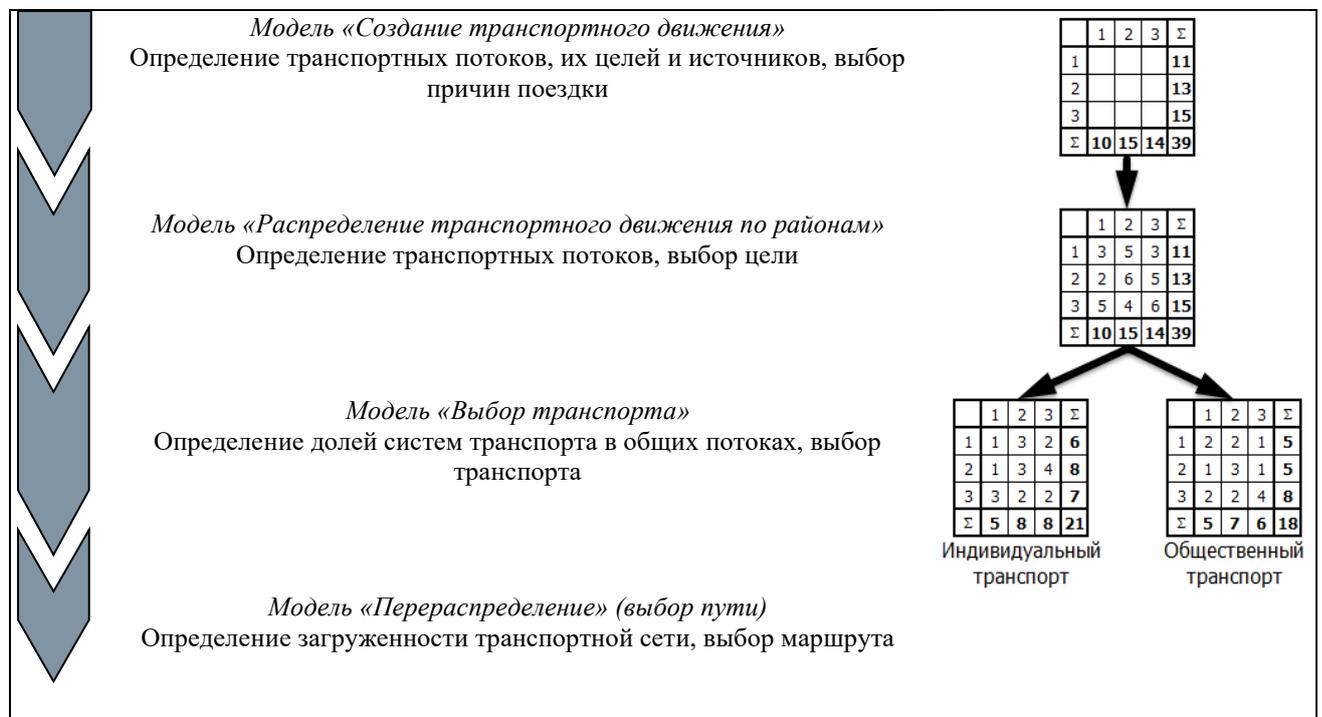 Модель «Создание транспортного движения»
Определение транспортных потоков, их целей и источников, выбор
причин поездки
1 2 3 Σ
1 11
2 13
3 15
Σ 10 15 14 39
Модель «Распределение транспортного движения по районам»
Определение транспортных потоков, выбор цели
1 2 3 Σ
1 3 5 3 11
2 2 6 5 13
3 5 4 6 15
Σ 10 15 14 39
Модель «Выбор транспорта»
Определение долей систем транспорта в общих потоках, выбор
транспорта
1 2 3 Σ
1 1 3 2 6
2 1 3 4 8
3 3 2 2 7
Σ 5 8 8 21
Индивидуальный
транспорт
1 2 3 Σ
1 2 2 1 5
2 1 3 1 5
3 2 2 4 8
Σ 5 7 6 18
Общественный
транспорт
Модель «Перераспределение» (выбор пути)
Определение загруженности транспортной сети, выбор маршрута